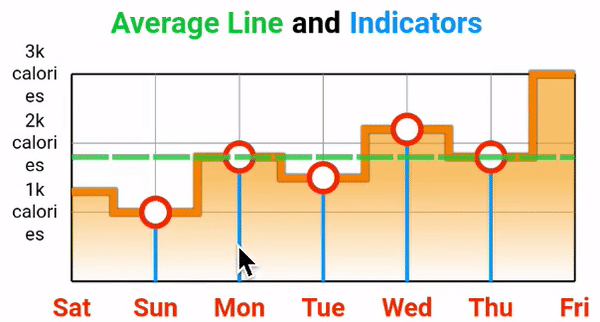 Average Line and Indicators
3k
calori
es
2k
calori
es
1k
calori
es
Sat Sun Mon Tue Wed Thu Fri